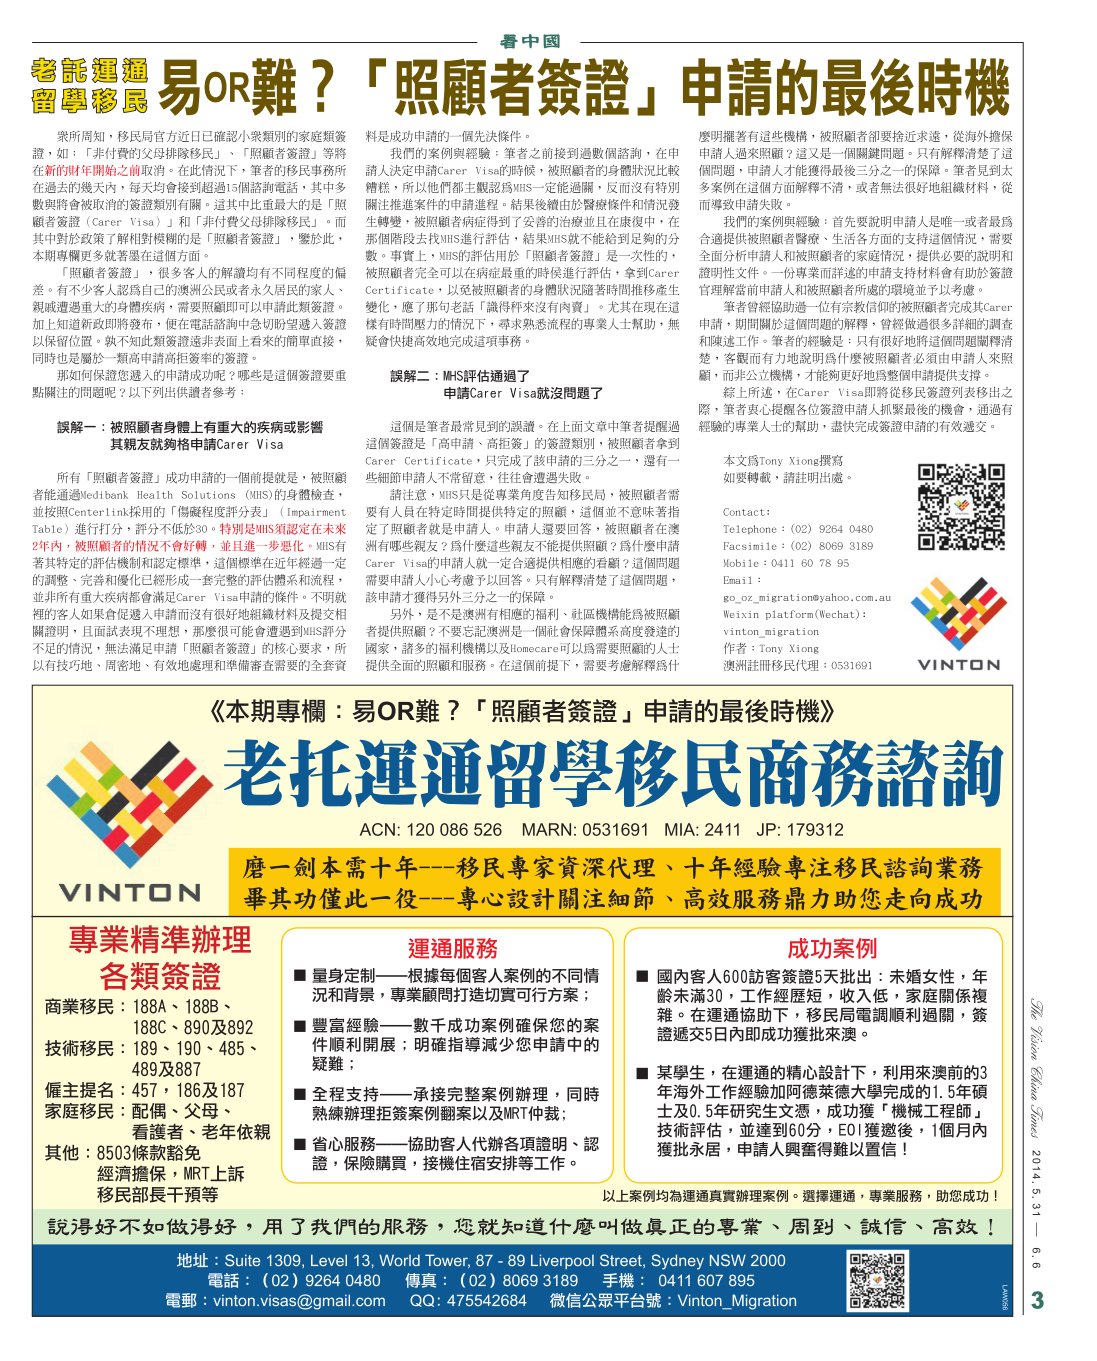 看中國
老託運通
留學移民
易OR難？「照顧者簽證」申請的最後時機
衆所周知，移民局官方近日已確認小衆類別的家庭類簽
證，如：「非付費的父母排隊移民」、「照顧者簽證」等將
在新的財年開始之前取消。在此情況下，筆者的移民事務所
在過去的幾天內，每天均會接到超過15個諮詢電話，其中多
數與將會被取消的簽證類別有關。這其中比重最大的是「照
顧者簽證（Carer Visa）」和「非付費父母排隊移民」。而
其中對於政策了解相對模糊的是「照顧者簽證」，鑒於此，
本期專欄更多就著墨在這個方面。
「照顧者簽證」，很多客人的解讀均有不同程度的偏
差。有不少客人認爲自己的澳洲公民或者永久居民的家人、
親戚遭遇重大的身體疾病，需要照顧即可以申請此類簽證。
加上知道新政即將發布，便在電話諮詢中急切盼望遞入簽證
以保留位置。孰不知此類簽證遠非表面上看來的簡單直接，
同時也是屬於一類高申請高拒簽率的簽證。
那如何保證您遞入的申請成功呢？哪些是這個簽證要重
點關注的問題呢？以下列出供讀者參考：
誤解一：被照顧者身體上有重大的疾病或影響
其親友就夠格申請Carer Visa
所有「照顧者簽證」成功申請的一個前提就是，被照顧
者能通過Medibank Health Solutions (MHS)的身體檢查，
並按照Centerlink採用的「傷礙程度評分表」（Impairment
Table）進行打分，評分不低於30。特別是MHS須認定在未來
2年內，被照顧者的情況不會好轉，並且進一步惡化。MHS有
著其特定的評估機制和認定標準，這個標準在近年經過一定
的調整、完善和優化已經形成一套完整的評估體系和流程，
並非所有重大疾病都會滿足Carer Visa申請的條件。不明就
裡的客人如果倉促遞入申請而沒有很好地組織材料及提交相
關證明，且面試表現不理想，那麼很可能會遭遇到MHS評分
不足的情況，無法滿足申請「照顧者簽證」的核心要求，所
以有技巧地、周密地、有效地處理和準備審查需要的全套資
料是成功申請的一個先決條件。
我們的案例與經驗：筆者之前接到過數個諮詢，在申
請人決定申請Carer Visa的時候，被照顧者的身體狀況比較
糟糕，所以他們都主觀認爲MHS一定能過關，反而沒有特別
關注推進案件的申請進程。結果後續由於醫療條件和情況發
生轉變，被照顧者病症得到了妥善的治療並且在康復中，在
那個階段去找MHS進行評估，結果MHS就不能給到足夠的分
數。事實上，MHS的評估用於「照顧者簽證」是一次性的，
被照顧者完全可以在病症最重的時侯進行評估，拿到Carer
Certificate，以免被照顧者的身體狀況隨著時間推移產生
變化，應了那句老話「識得秤來沒有肉賣」。尤其在現在這
樣有時間壓力的情況下，尋求熟悉流程的專業人士幫助，無
疑會快捷高效地完成這項事務。
誤解二：MHS評估通過了
申請Carer Visa就沒問題了
這個是筆者最常見到的誤讀。在上面文章中筆者提醒過
這個簽證是「高申請、高拒簽」的簽證類別，被照顧者拿到
Carer Certificate，只完成了該申請的三分之一，還有一
些細節申請人不常留意，往往會遭遇失敗。
請注意，MHS只是從專業角度告知移民局，被照顧者需
要有人員在特定時間提供特定的照顧，這個並不意味著指
定了照顧者就是申請人。申請人還要回答，被照顧者在澳
洲有哪些親友？爲什麼這些親友不能提供照顧？爲什麼申請
Carer Visa的申請人就一定合適提供相應的看顧？這個問題
需要申請人小心考慮予以回答。只有解釋清楚了這個問題，
該申請才獲得另外三分之一的保障。
另外，是不是澳洲有相應的福利、社區機構能爲被照顧
者提供照顧？不要忘記澳洲是一個社會保障體系高度發達的
國家，諸多的福利機構以及Homecare可以爲需要照顧的人士
提供全面的照顧和服務。在這個前提下，需要考慮解釋爲什
麼明擺著有這些機構，被照顧者卻要捨近求遠，從海外擔保
申請人過來照顧？這又是一個關鍵問題。只有解釋清楚了這
個問題，申請人才能獲得最後三分之一的保障。筆者見到太
多案例在這個方面解釋不清，或者無法很好地組織材料，從
而導致申請失敗。
我們的案例與經驗：首先要說明申請人是唯一或者最爲
合適提供被照顧者醫療、生活各方面的支持這個情況，需要
全面分析申請人和被照顧者的家庭情況，提供必要的說明和
證明性文件。一份專業而詳述的申請支持材料會有助於簽證
官理解當前申請人和被照顧者所處的環境並予以考慮。
筆者曾經協助過一位有宗教信仰的被照顧者完成其Carer
申請，期間關於這個問題的解釋，曾經做過很多詳細的調查
和陳述工作。筆者的經驗是：只有很好地將這個問題闡釋清
楚，客觀而有力地說明爲什麼被照顧者必須由申請人來照
顧，而非公立機構，才能夠更好地爲整個申請提供支撐。
綜上所述，在Carer Visa即將從移民簽證列表移出之
際，筆者衷心提醒各位簽證申請人抓緊最後的機會，通過有
經驗的專業人士的幫助，盡快完成簽證申請的有效遞交。
本文爲Tony Xiong撰寫
如要轉載，請註明出處。
Contact:
Telephone：(02) 9264 0480
Facsimile：(02) 8069 3189
Mobile：0411 60 78 95
Email：
go_oz_migration@yahoo.com.au
Weixin platform(Wechat):
vinton_migration
作者：Tony Xiong
澳洲註冊移民代理：0531691
VINTON
《本期專欄：易OR難？「照顧者簽證」申請的最後時機》
老托運通留學移民商務諮詢
ACN: 120 086 526 MARN: 0531691 MIA: 2411 JP: 179312
VINTON
磨一劍本需十年---移民專家資深代理、十年經驗專注移民諮詢業務
畢其功僅此一役---專心設計關注細節、高效服務鼎力助您走向成功
專業精準辦理
各類簽證
商業移民：188A、188B、
188C、890及892
技術移民：189、190、485、
489及887
僱主提名：457，186及187
家庭移民：配偶、父母、
看護者、老年依親
其他：8503條款豁免
經濟擔保，MRT上訴
移民部長干預等
運通服務
■ 量身定制——根據每個客人案例的不同情
況和背景，專業顧問打造切實可行方案；
■ 豐富經驗——數千成功案例確保您的案
件順利開展；明確指導減少您申請中的
疑難；
■ 全程支持——承接完整案例辦理，同時
熟練辦理拒簽案例翻案以及MRT仲裁；
■ 省心服務——協助客人代辦各項證明、認
證，保險購買，接機住宿安排等工作。
成功案例
■ 國內客人600訪客簽證5天批出：未婚女性，年
齡未滿30，工作經歷短，收入低，家庭關係複
雜。在運通協助下，移民局電調順利過關，簽
證遞交5日內即成功獲批來澳。
■ 某學生，在運通的精心設計下，利用來澳前的3
年海外工作經驗加阿德萊德大學完成的1.5年碩
士及0.5年研究生文憑，成功獲「機械工程師」
技術評估，並達到60分，EOI獲邀後，1個月內
獲批永居，申請人興奮得難以置信！
以上案例均為運通真實辦理案例。選擇運通，專業服務，助您成功！
說得好不如做得好，用了我們的服務，您就知道什麼叫做真正的專業、周到、誠信、高效！
地址：Suite 1309, Level 13, World Tower, 87 - 89 Liverpool Street, Sydney NSW 2000
電話：（02）9264 0480 傳真：（02）8069 3189 手機： 0411 607 895
電郵：vinton.visas@gmail.com QQ: 475542684 微信公眾平台號：Vinton_Migration
LAW056
The Vision China Times 2014.5.31— 6.6
3